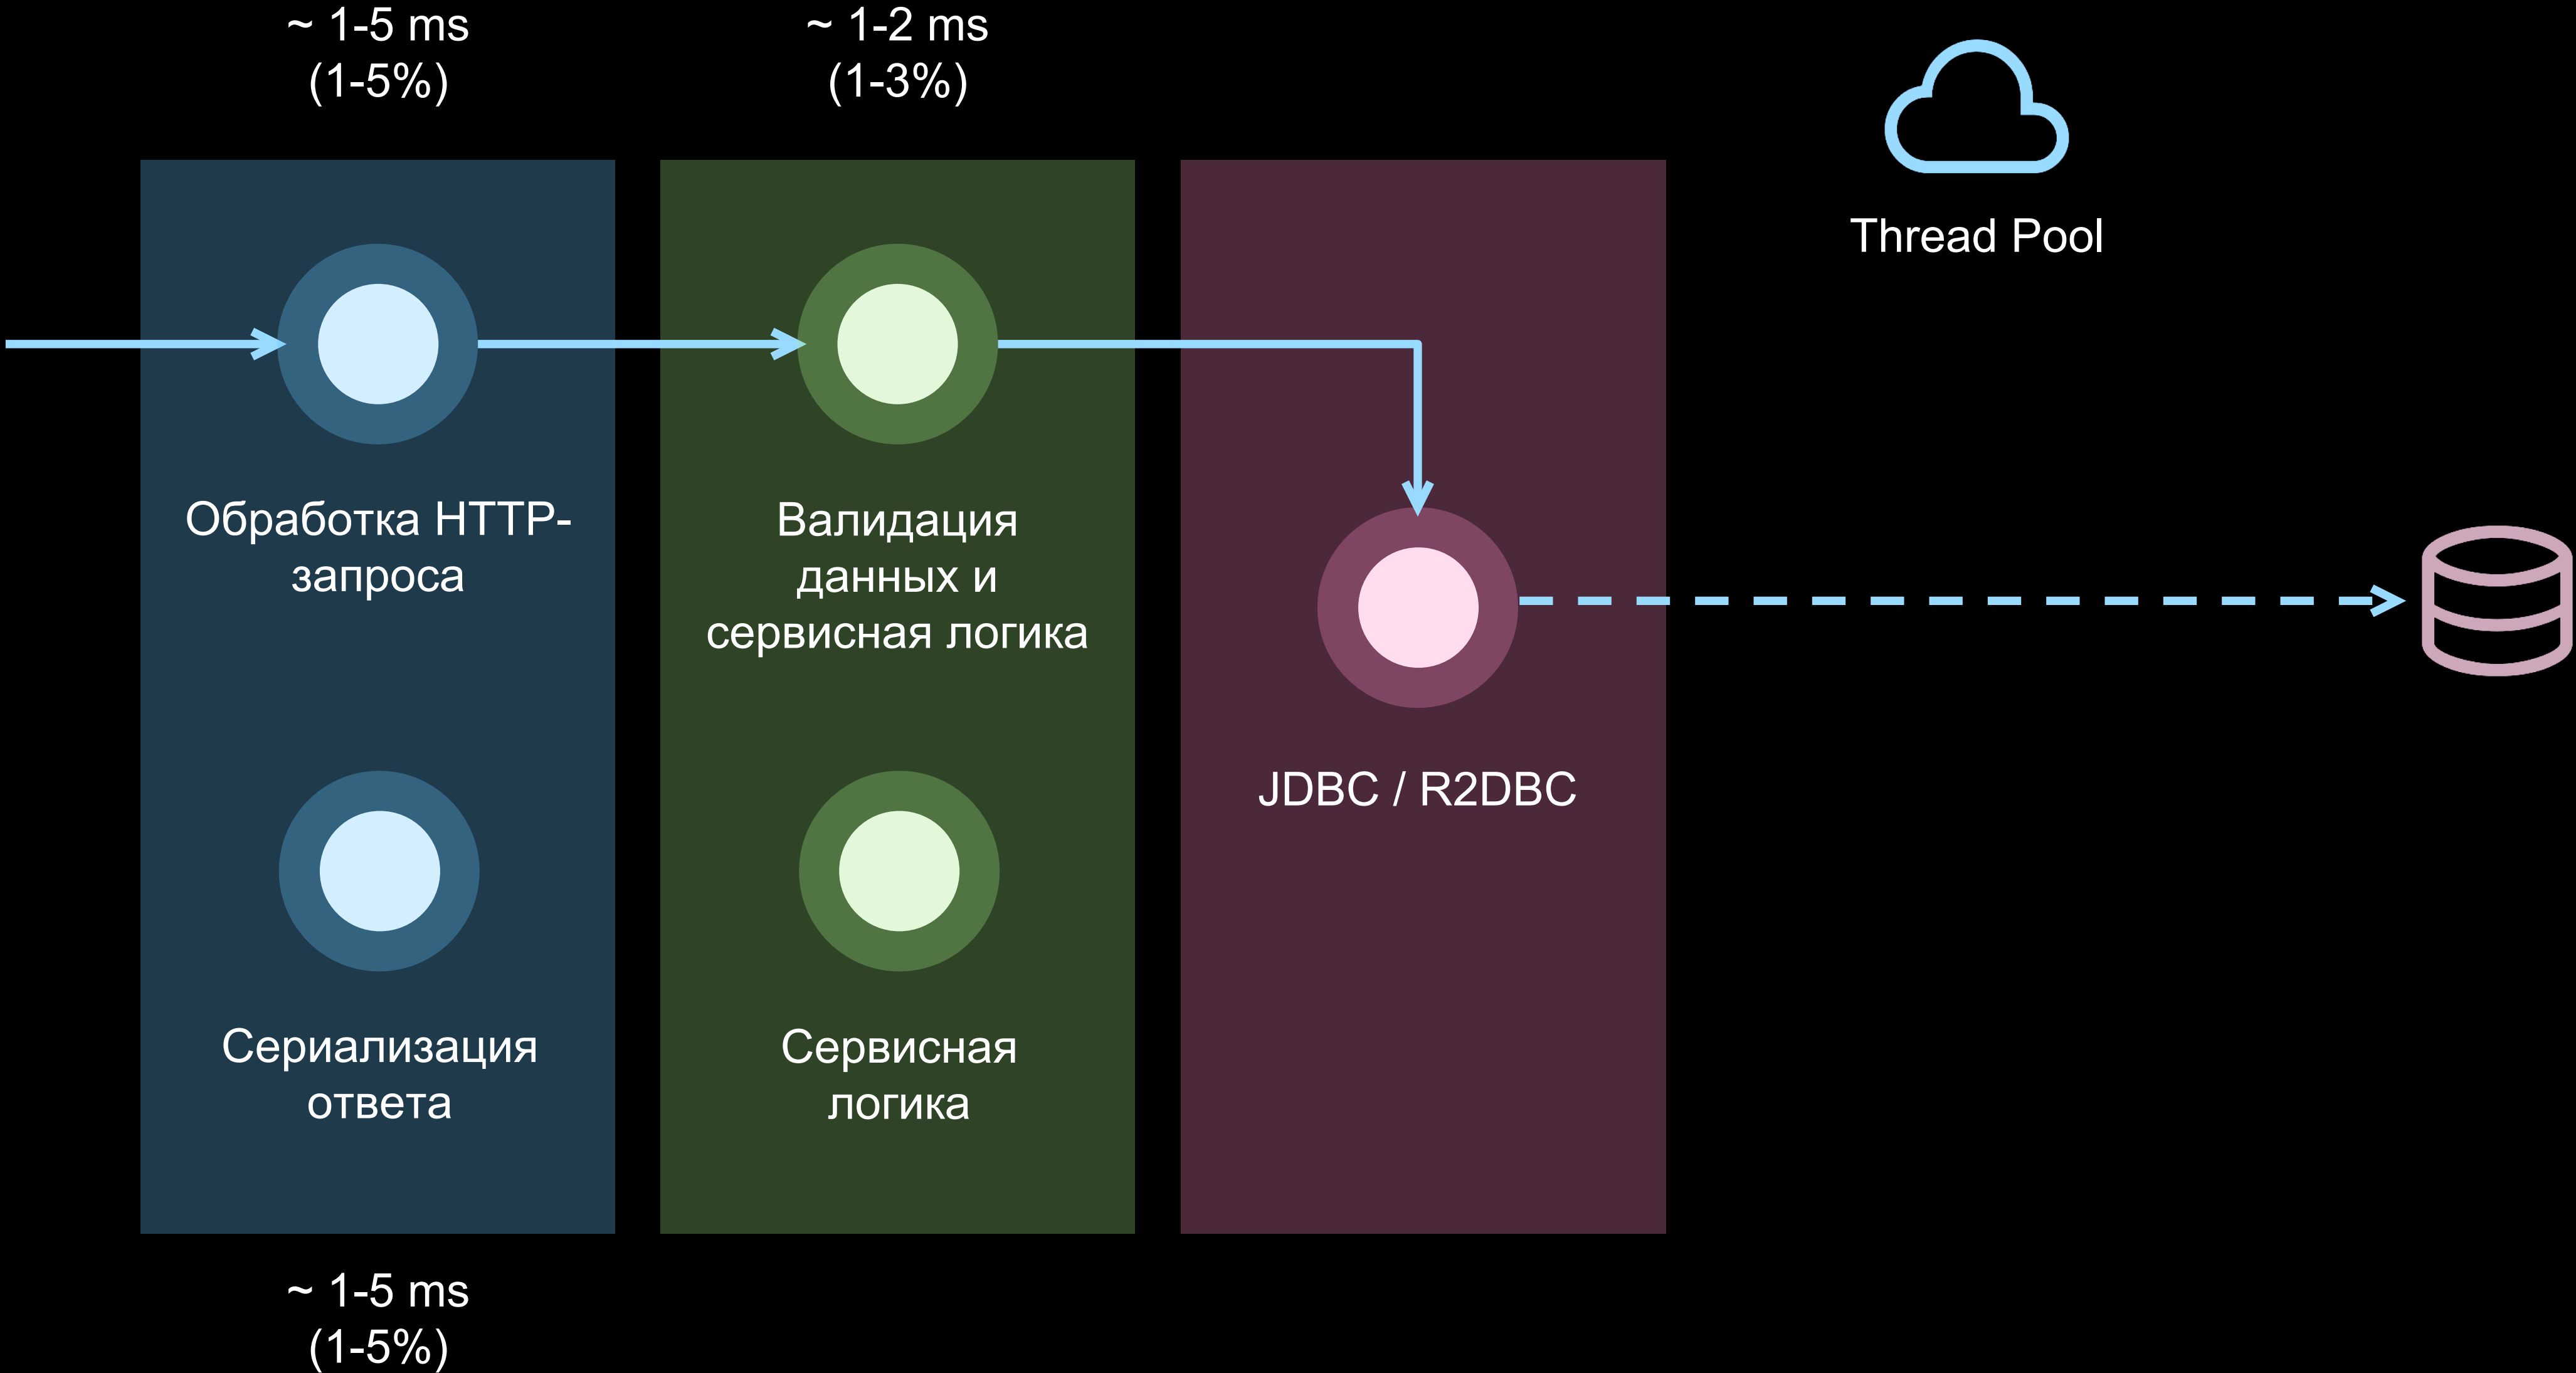 ~ 1-5 ms
(1-5%)
~ 1-2 ms
(1-3%)
Thread Pool
Обработка HTTP-
запроса
Валидация
данных и
сервисная логика
JDBC / R2DBC
Сериализация
ответа
Сервисная
логика
~ 1-5 ms
(1-5%)